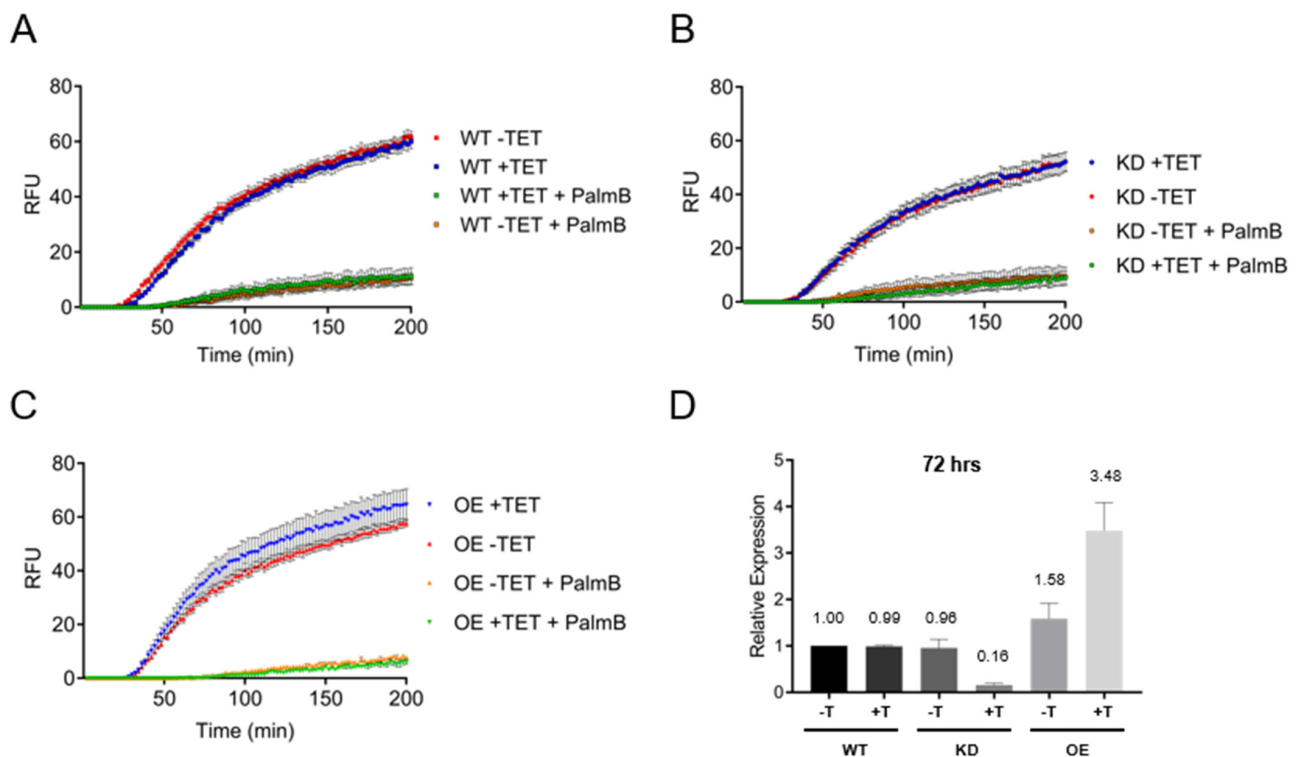 A
80
60
40
20
0
RFU
50
100
150
200
Time (min)
WT -TET
WT +TET
WT +TET + PalmB
WT -TET + PalmB
B
80
60
40
20
0
RFU
50
100
150
200
Time (min)
KD +TET
KD -TET
KD -TET + PalmB
KD +TET + PalmB
C
80
60
40
20
0
RFU
50
100
150
200
Time (min)
OE +TET
OE -TET
OE -TET + PalmB
OE +TET + PalmB
D
72 hrs
5
4
3
2
1
0
Relative Expression
1.00
0.99
0.96
0.16
1.58
3.48
-T
+T
-T
+T
-T
+T
WT
KD
OE